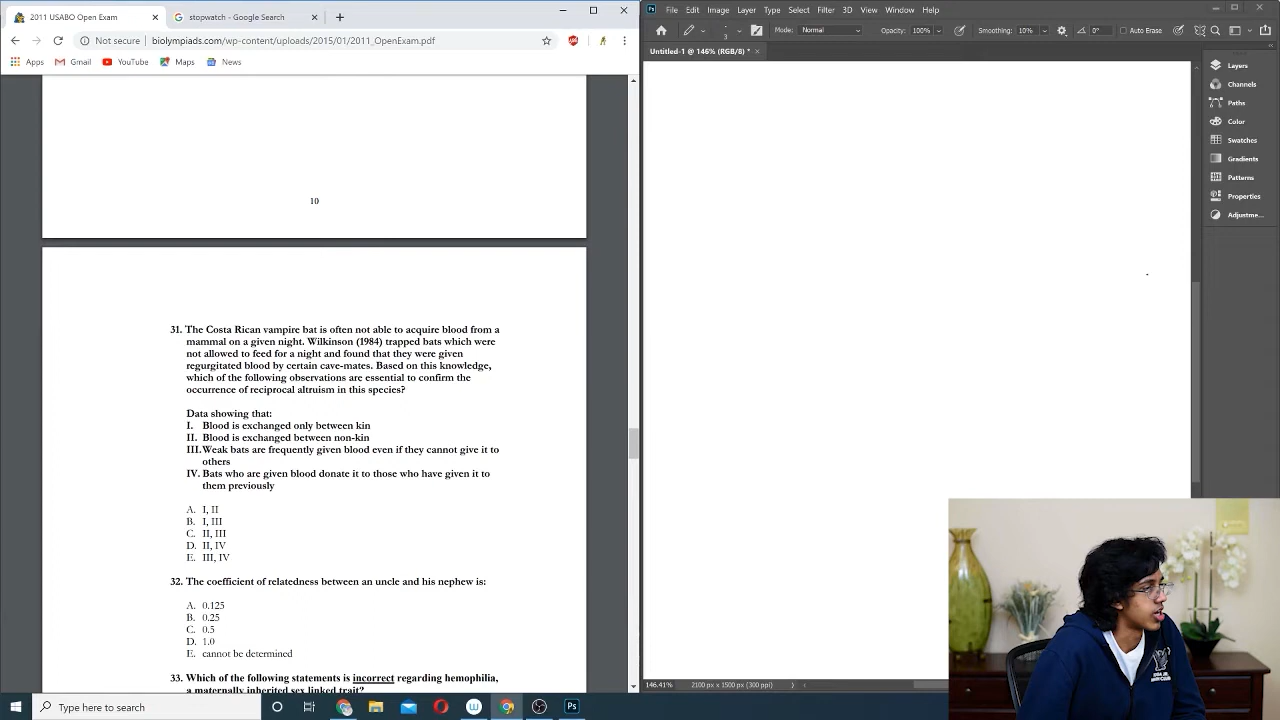 2011 USABO Open Exam
stopwatch - Google Search
Not secure
biolympiads.com/wp-content/uploads/2015/01/2011_OpenExam.pdf
Apps
Gmail
YouTube
Maps
News
10
31. The Costa Rican vampire bat is often not able to acquire blood from a
mammal on a given night. Wilkinson (1984) trapped bats which were
not allowed to feed for a night and found that they were given
regurgitated blood by certain cave-mates. Based on this knowledge,
which of the following observations are essential to confirm the
occurrence of reciprocal altruism in this species?
Data showing that:
I. Blood is exchanged only between kin
II. Blood is exchanged between non-kin
III. Weak bats are frequently given blood even if they cannot give it to
others
IV. Bats who are given blood donate it to those who have given it to
them previously
A. I, II
B. I, III
C. II, III
D. II, IV
E. III, IV
32. The coefficient of relatedness between an uncle and his nephew is:
A. 0.125
B. 0.25
C. 0.5
D. 1.0
E. cannot be determined
33. Which of the following statements is incorrect regarding hemophilia,
a maternally inherited sex linked trait?
Type here to search
Ps
File Edit Image Layer Type Select Filter 3D View Window Help
3
Mode: Normal
Opacity: 100%
Smoothing: 10%
0°
Auto Erase
Untitled-1 @ 146% (RGB/8) *
Layers
Channels
Paths
Color
Swatches
Gradients
Patterns
Properties
Adjustme...
146.41%
2100 px x 1500 px (300 ppi)
Ps